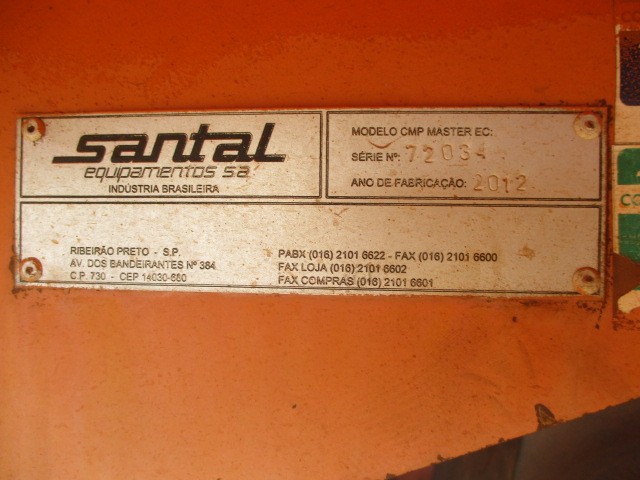 santal
equipamentos s.a.
INDÚSTRIA BRASILEIRA
MODELO CMP MASTER EC:
SÉRIE Nº: 72034
ANO DE FABRICAÇÃO: 2012
RIBEIRÃO PRETO - S.P.
AV. DOS BANDEIRANTES Nº 384
C.P. 730 - CEP 14030-680
PABX (016) 2101 6622 - FAX (016) 2101 6600
FAX LOJA (016) 2101 6602
FAX COMPRAS (016) 2101 6601
CO